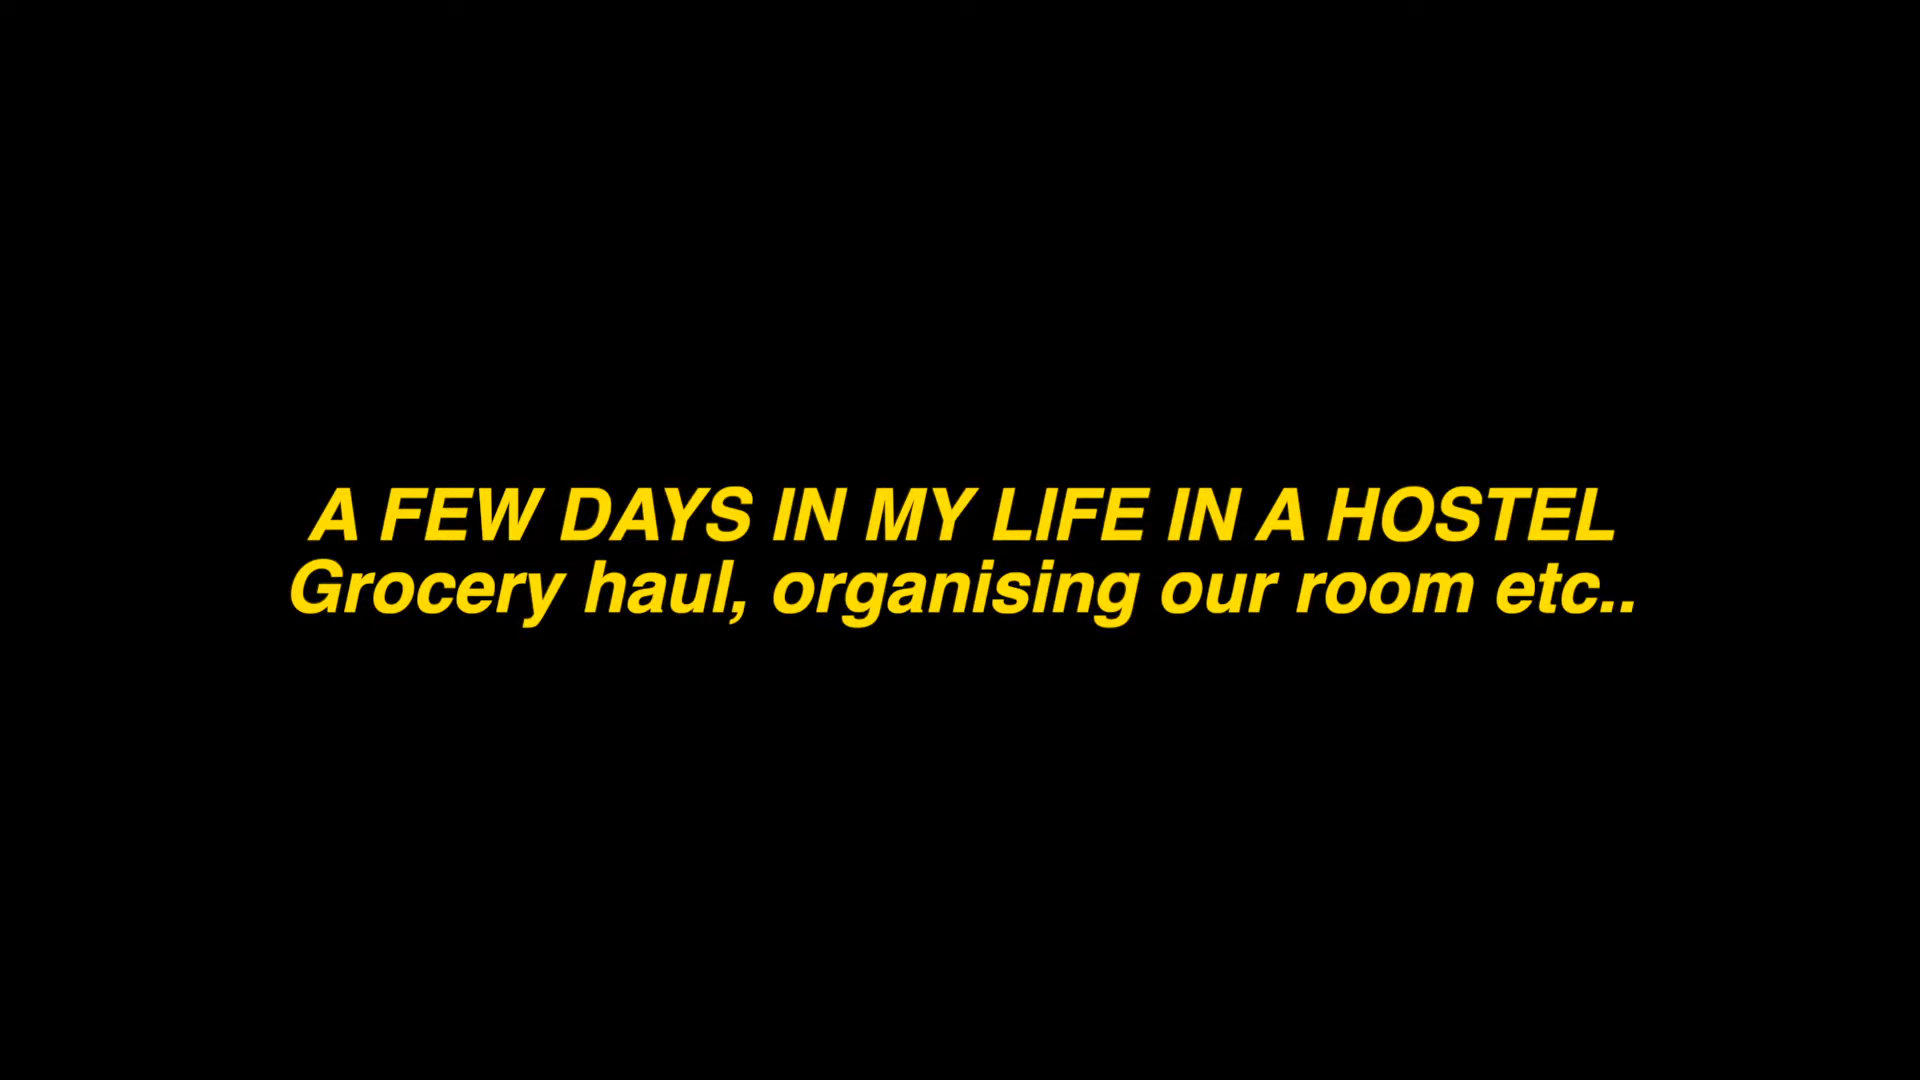 A FEW DAYS IN MY LIFE IN A HOSTEL
Grocery haul, organising our room etc..